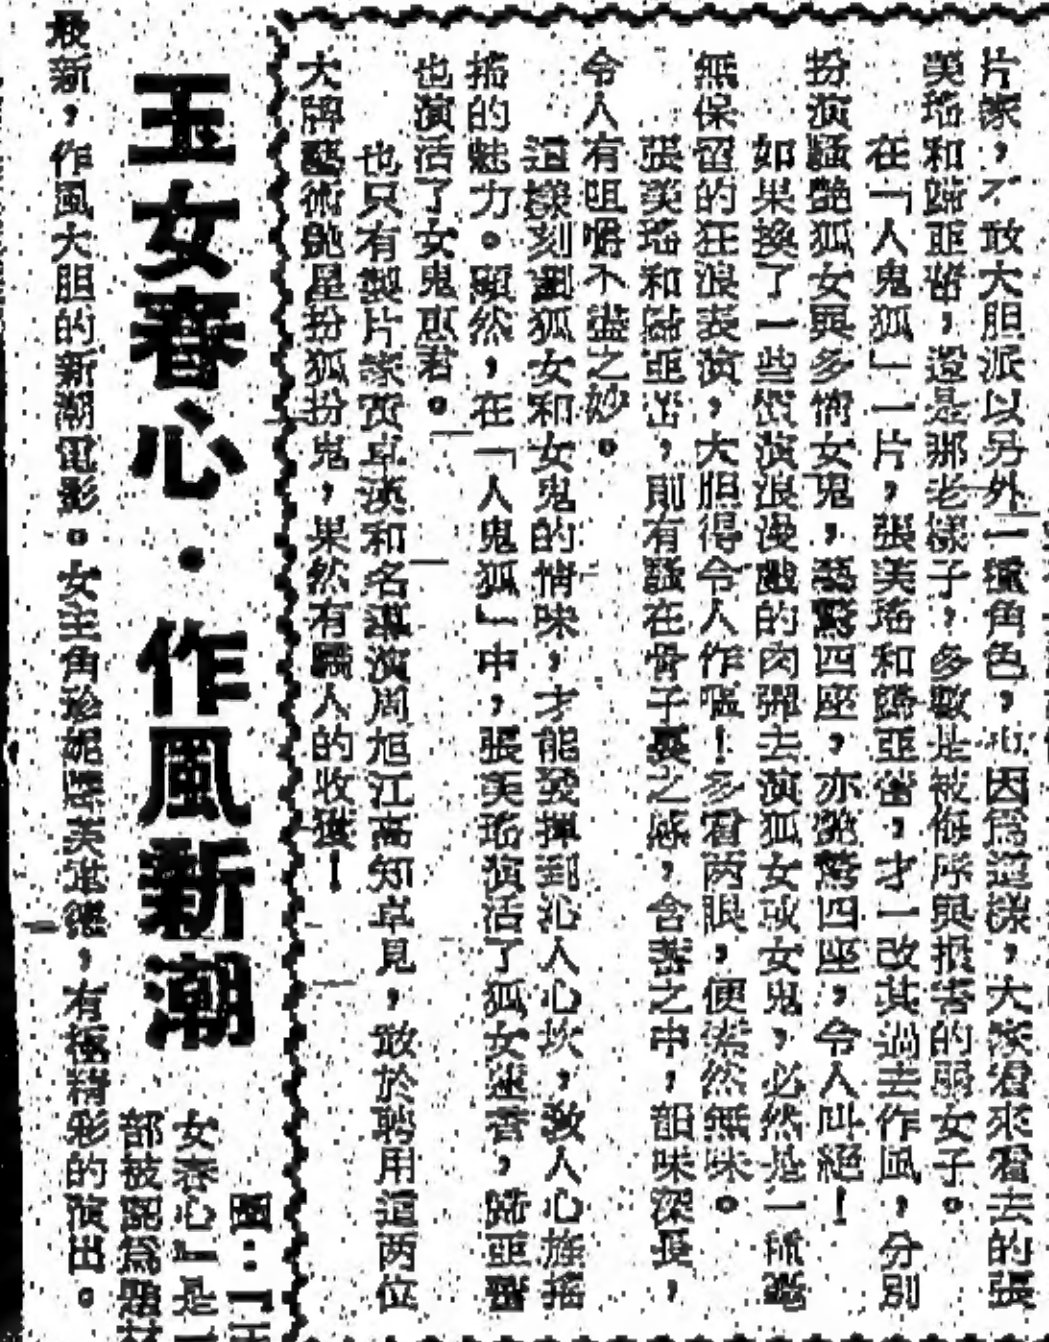 片家，不敢大胆派以另外一種角色，也因爲這樣，大家看來看去的張
美瑤和歸亞蕾，還是那老樣子，多數是被侮辱與損害的弱女子。
在「人鬼狐」一片，張美瑤和歸亞蕾，才一改其過去作風，分別
扮演騷艷狐女與多情女鬼，藝驚四座，亦艷驚四座，令人叫絕！
如果換了一些慣演浪漫戲的肉彈去演狐女或女鬼，必然是一種毫
無保留的狂浪表演，大胆得令人作嘔！多看两眼，便索然無味。
張美瑤和歸亞蕾，則有騷在骨子裏之感，含蓄之中，韻味深長，
令人有咀嚼不盡之妙。
這樣刻劃狐女和女鬼的情味，才能發揮到沁人心坎，教人心旌搖
搖的魅力。顯然，在「人鬼狐」中，張美瑤演活了狐女迷香，歸亞蕾
也演活了女鬼惠君。
也只有製片家黃卓漢和名導演周旭江高知卓見，敢於聘用這两位
大牌藝術艷星扮狐扮鬼，果然有驕人的收獲！
玉女春心·作風新潮
圖：「玉
女春心」是一
部被認爲題材
最新，作風大胆的新潮電影。女主角珍妮 ，有極精彩的演出。